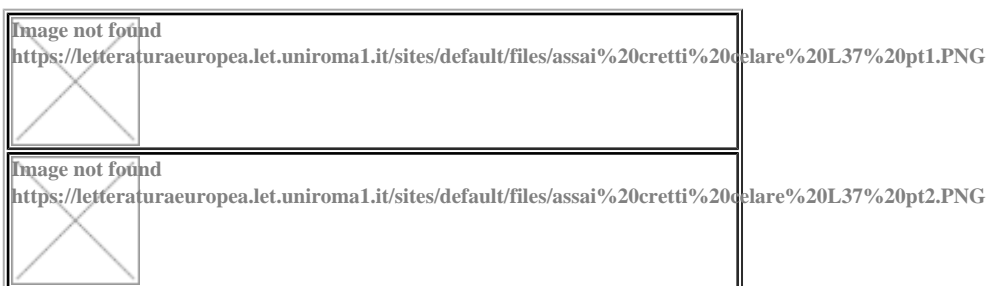 Image not found
https://letteraturaeuropea.let.uniroma1.it/sites/default/files/assai%20cretti%20celare%20L37%20pt1.PNG
Image not found
https://letteraturaeuropea.let.uniroma1.it/sites/default/files/assai%20cretti%20celare%20L37%20pt2.PNG